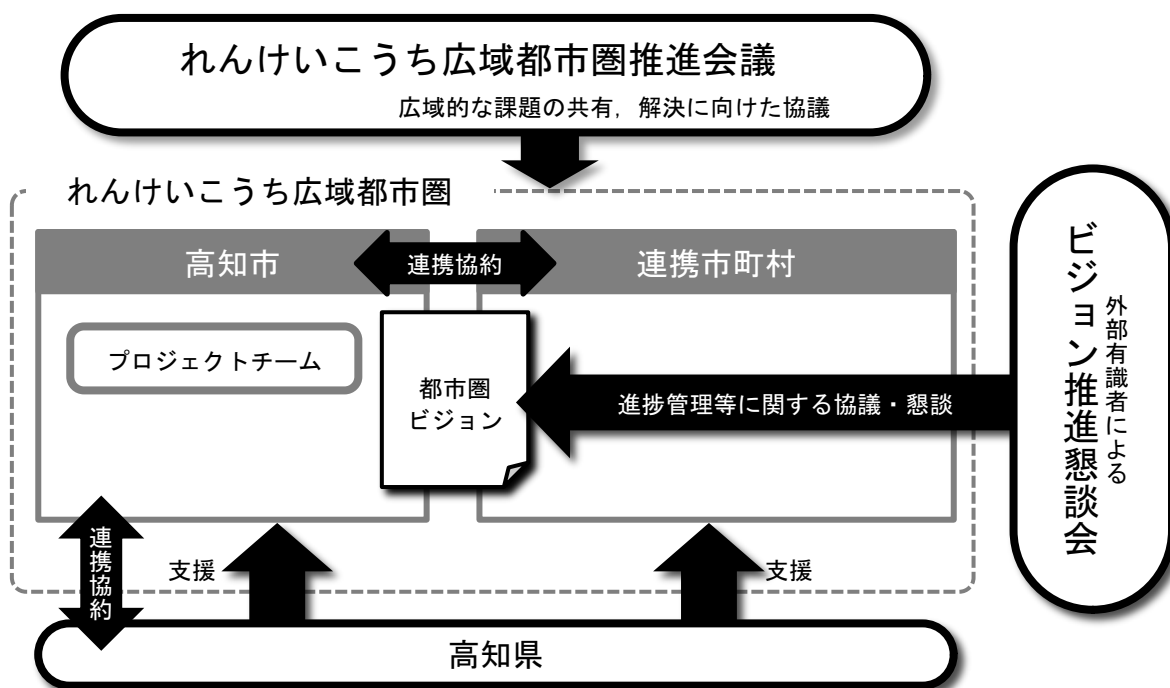 れんけいこうち広域都市圏推進会議
広域的な課題の共有，解決に向けた協議
れんけいこうち広域都市圏
高知市
連携協約
連携市町村
プロジェクトチーム
都市圏
ビジョン
進捗管理等に関する協議・懇談
外部有識者による
ビジョン推進懇談会
連携協約
支援
支援
高知県